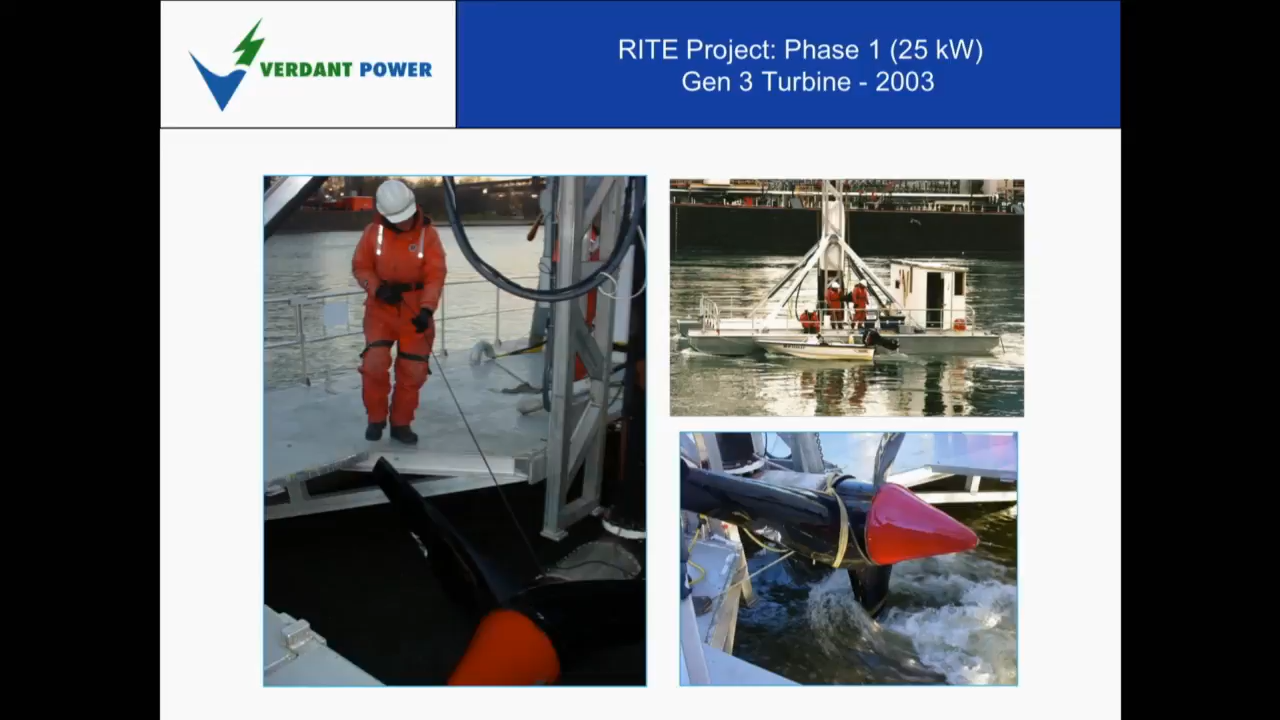 VERDANT POWER
RITE Project: Phase 1 (25 kW)
Gen 3 Turbine - 2003